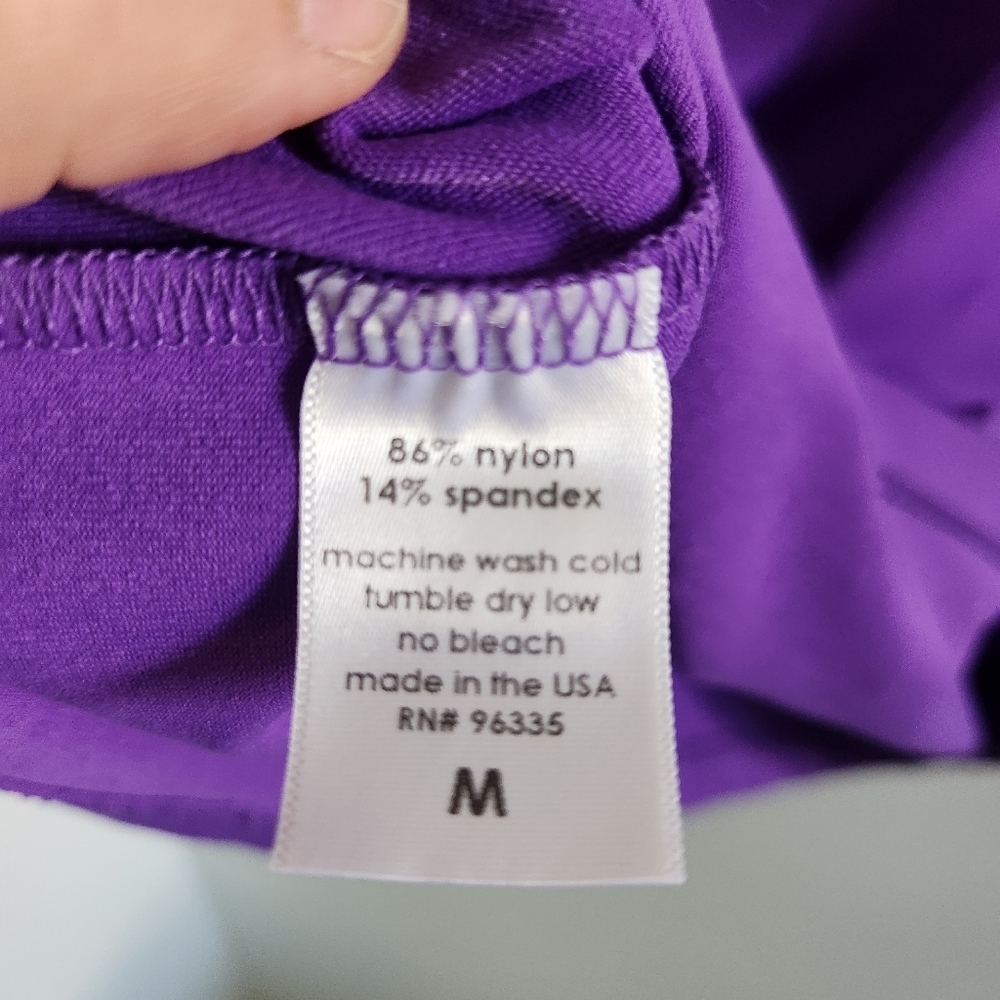 86% nylon
14% spandex
machine wash cold
tumble dry low
no bleach
made in the USA
RN# 96335
M